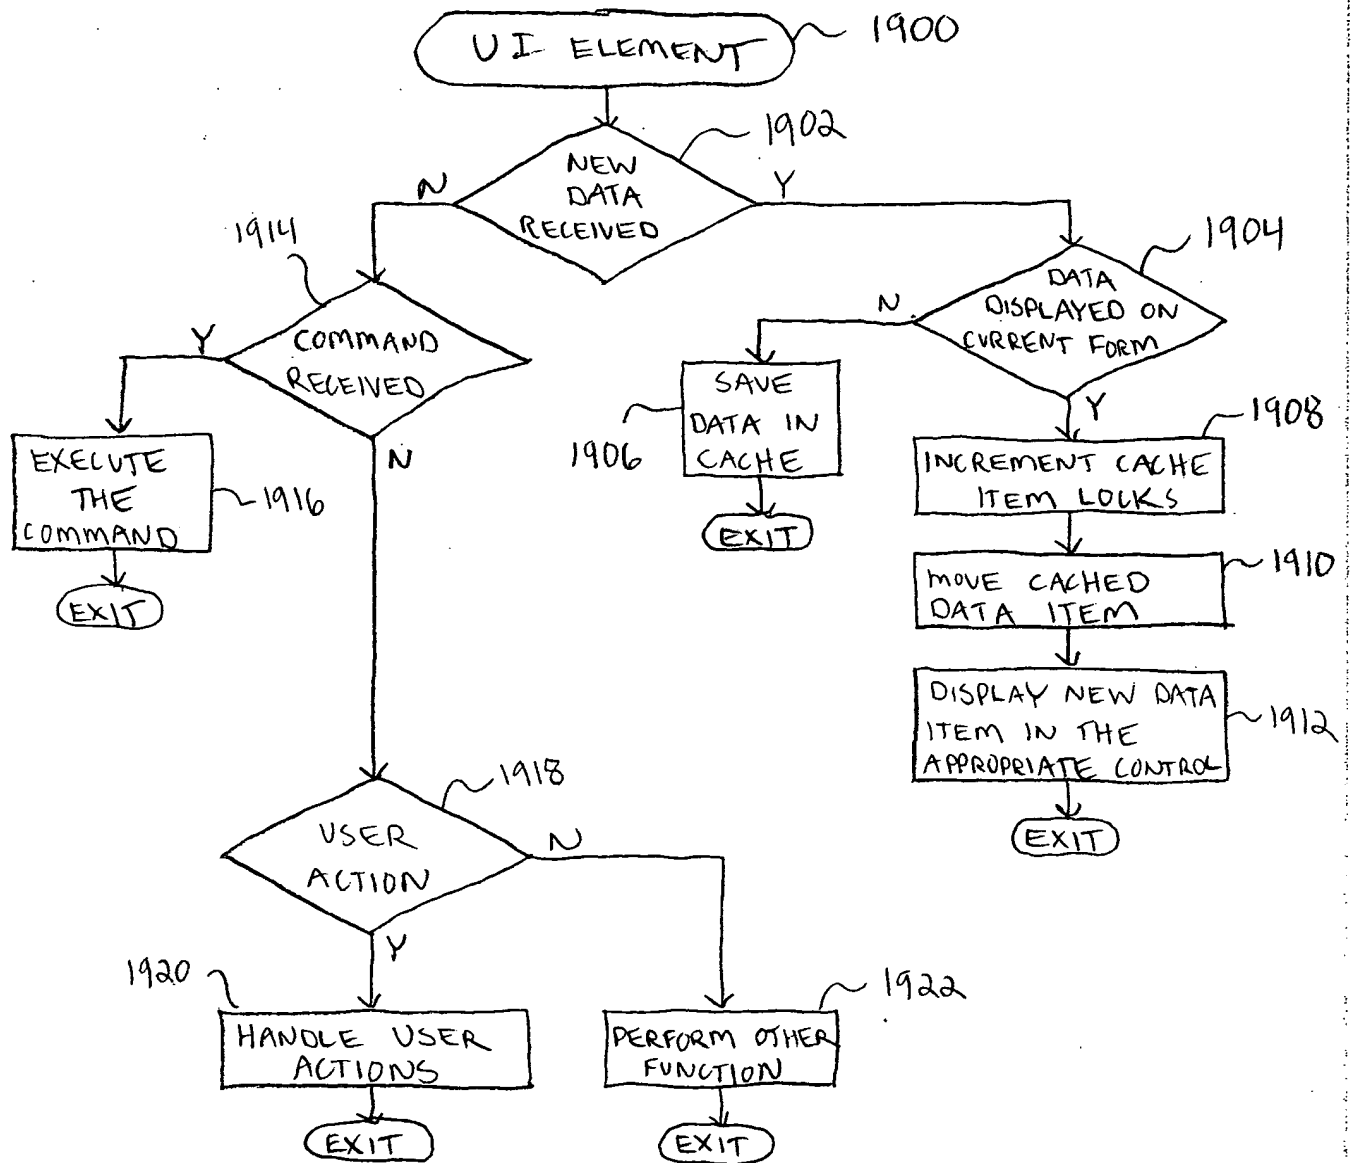 UI ELEMENT
1900
1902
NEW
DATA
RECEIVED
N
Y
1914
1904
DATA
DISPLAYED ON
CURRENT FORM
N
Y
COMMAND
RECEIVED
Y
N
SAVE
DATA IN
CACHE
1906
EXIT
1908
INCREMENT CACHE
ITEM LOCKS
EXECUTE
THE
COMMAND
1916
EXIT
MOVE CACHED
DATA ITEM
1910
DISPLAY NEW DATA
ITEM IN THE
APPROPRIATE CONTROL
1912
EXIT
1918
USER
ACTION
N
Y
1920
HANDLE USER
ACTIONS
EXIT
1922
PERFORM OTHER
FUNCTION
EXIT